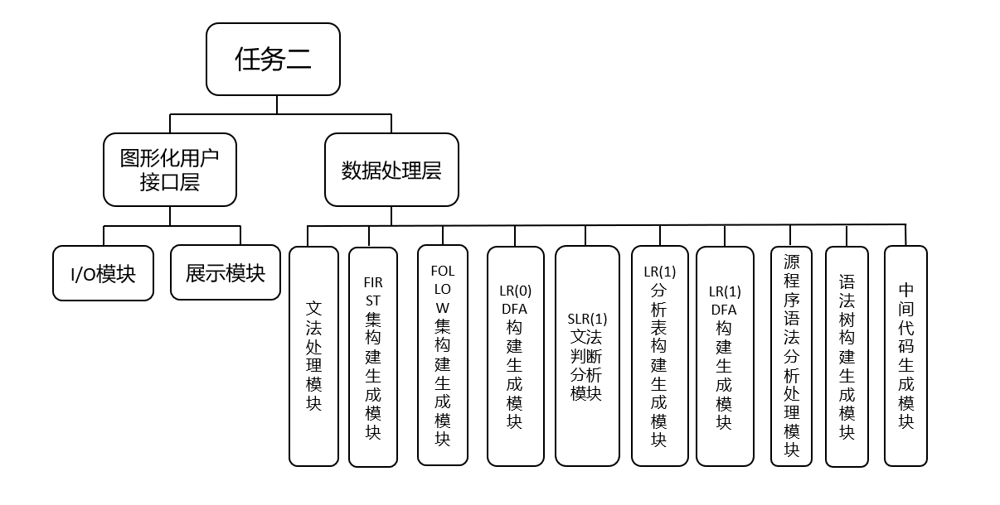 任务二
图形化用户
接口层
数据处理层
I/O模块
展示模块
文
法
处
理
模
块
FIR
ST
集
构
建
生
成
模
块
FOL
LO
W
集
构
建
生
成
模
块
LR(0)
DFA
构
建
生
成
模
块
SLR(1)
文法
判断
分析
模块
LR(1)
分
析
表
构
建
生
成
模
块
LR(1)
DFA
构
建
生
成
模
块
源
程
序
语
法
分
析
处
理
模
块
语
法
树
构
建
生
成
模
块
中
间
代
码
生
成
模
块